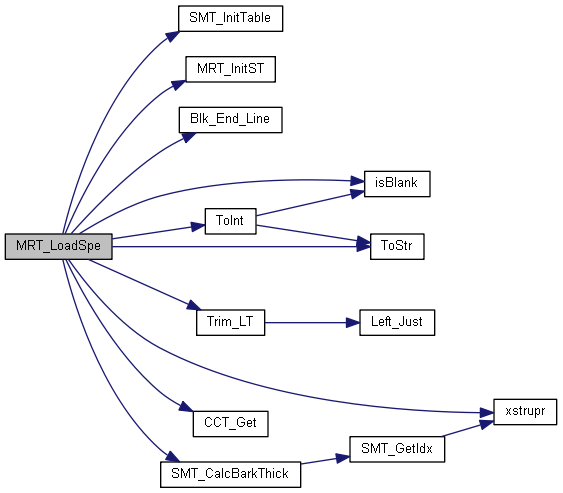 SMT_InitTable
MRT_InitST
Blk_End_Line
isBlank
ToInt
MRT_LoadSpe
ToStr
Trim_LT
Left_Just
xstrupr
CCT_Get
SMT_GetIdx
SMT_CalcBarkThick